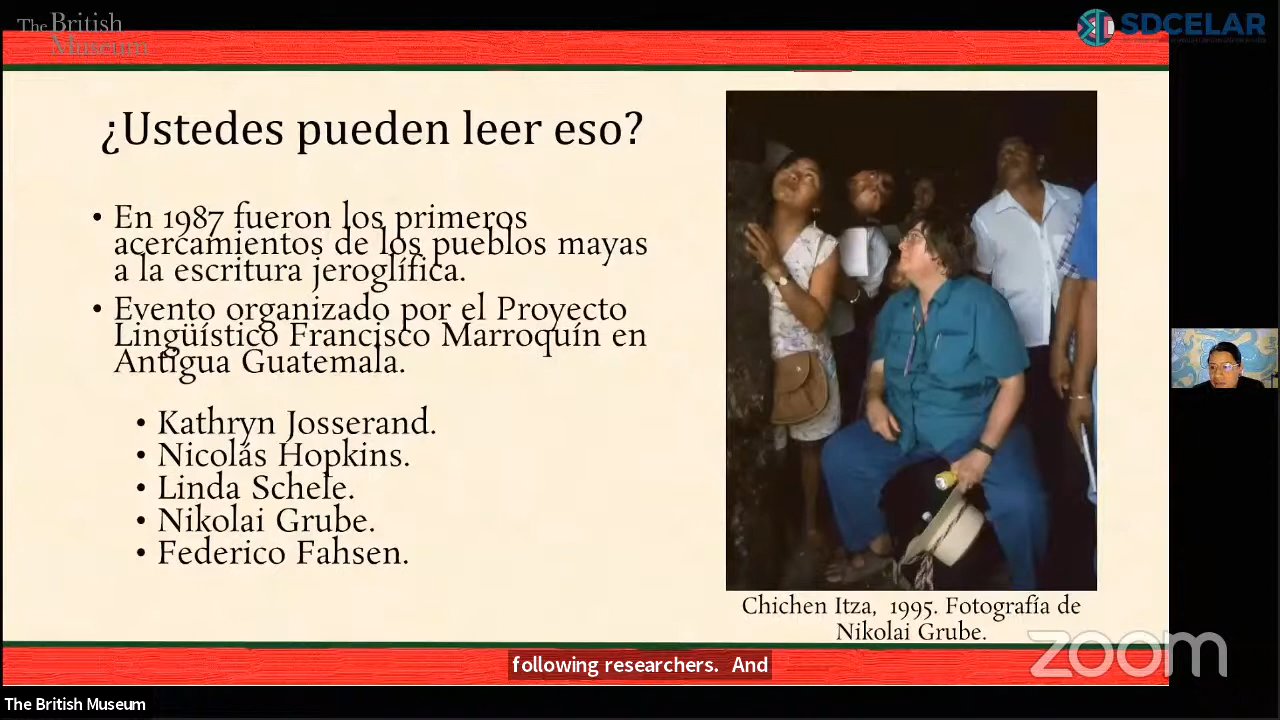 The British
Museum
SDCELAR
¿Ustedes pueden leer eso?
• En 1987 fueron los primeros
acercamientos de los pueblos mayas
a la escritura jeroglífica.
• Evento organizado por el Proyecto
Lingüístico Francisco Marroquín en
Antigua Guatemala.
• Kathryn Josserand.
• Nicolás Hopkins.
• Linda Schele.
• Nikolai Grube.
• Federico Fahsen.
Chichen Itza, 1995. Fotografía de
Nikolai Grube.
zoom
following researchers. And
The British Museum